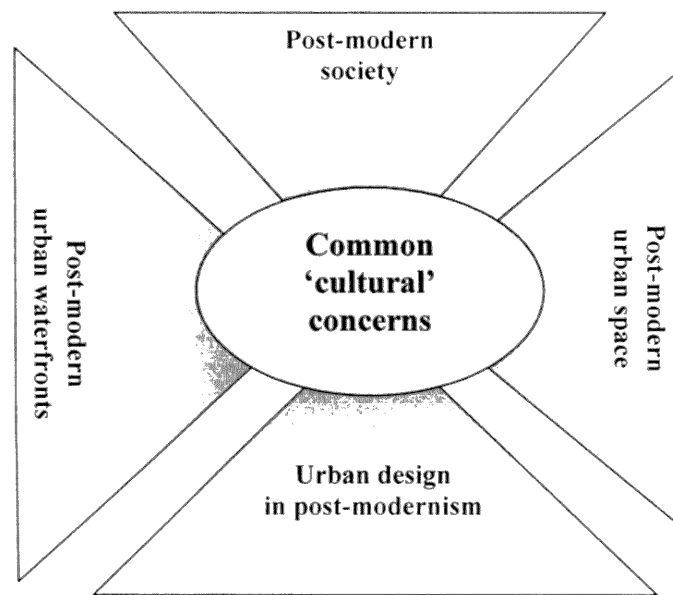 Post-modern
society
Post-modern
urban waterfronts
Common
‘cultural’
concerns
Post-modern
urban space
Urban design
in post-modernism